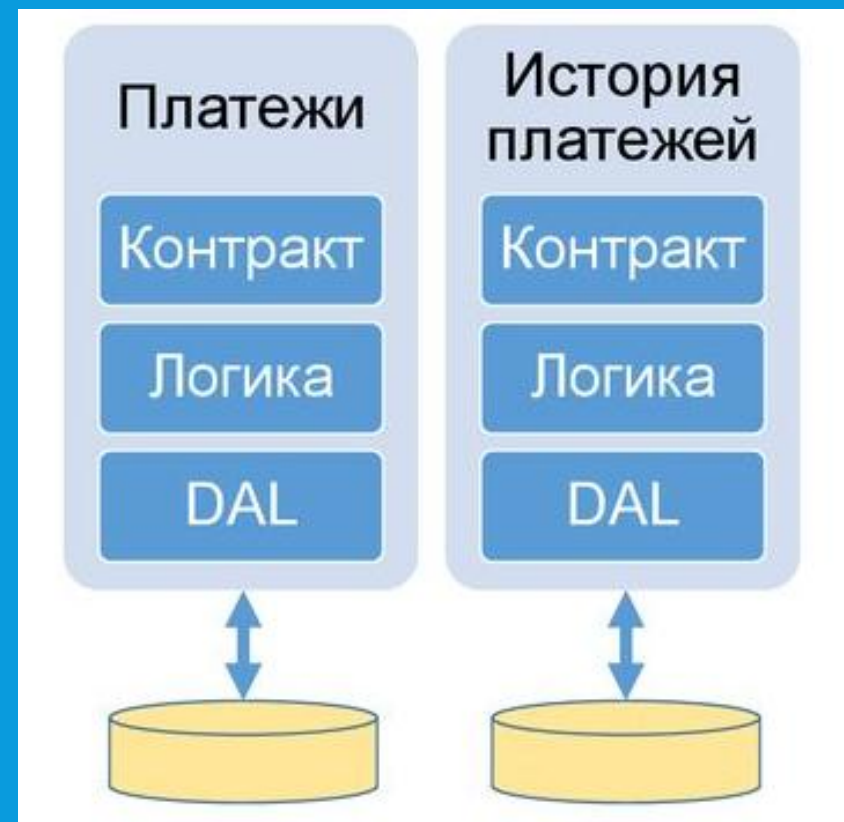 Платежи
Контракт
Логика
DAL
История
платежей
Контракт
Логика
DAL